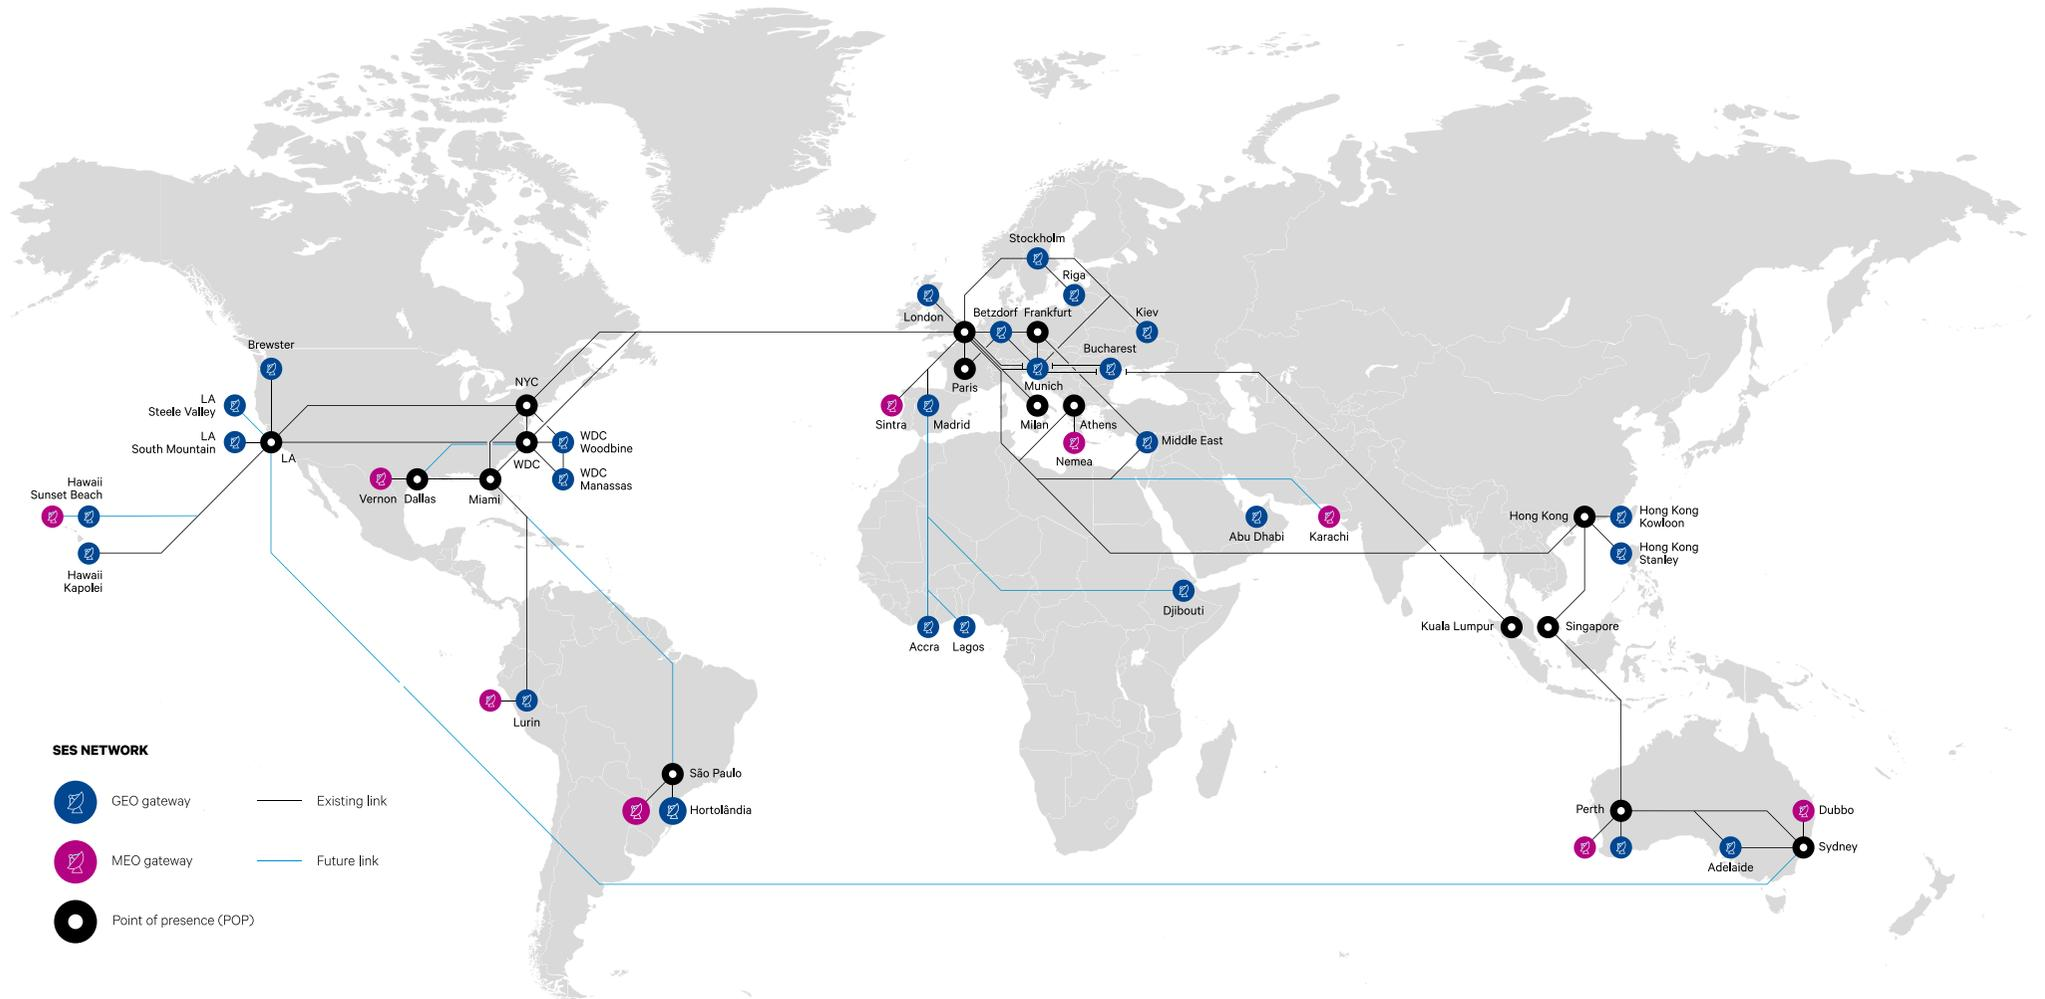 Stockholm
Riga
London
Betzdorf
Frankfurt
Kiev
Brewster
Bucharest
NYC
Paris
Munich
LA
Steele Valley
Sintra
Madrid
Milan
Athens
LA
South Mountain
LA
WDC
WDC
Woodbine
Middle East
Nemea
Hawaii
Sunset Beach
Vernon
Dallas
Miami
WDC
Manassas
Hong Kong
Hong Kong
Kowloon
Abu Dhabi
Karachi
Hong Kong
Stanley
Hawaii
Kapolei
Djibouti
Kuala Lumpur
Singapore
Accra
Lagos
Lurin
SES NETWORK
São Paulo
GEO gateway
Existing link
Hortolândia
Perth
Dubbo
Sydney
MEO gateway
Future link
Adelaide
Point of presence (POP)